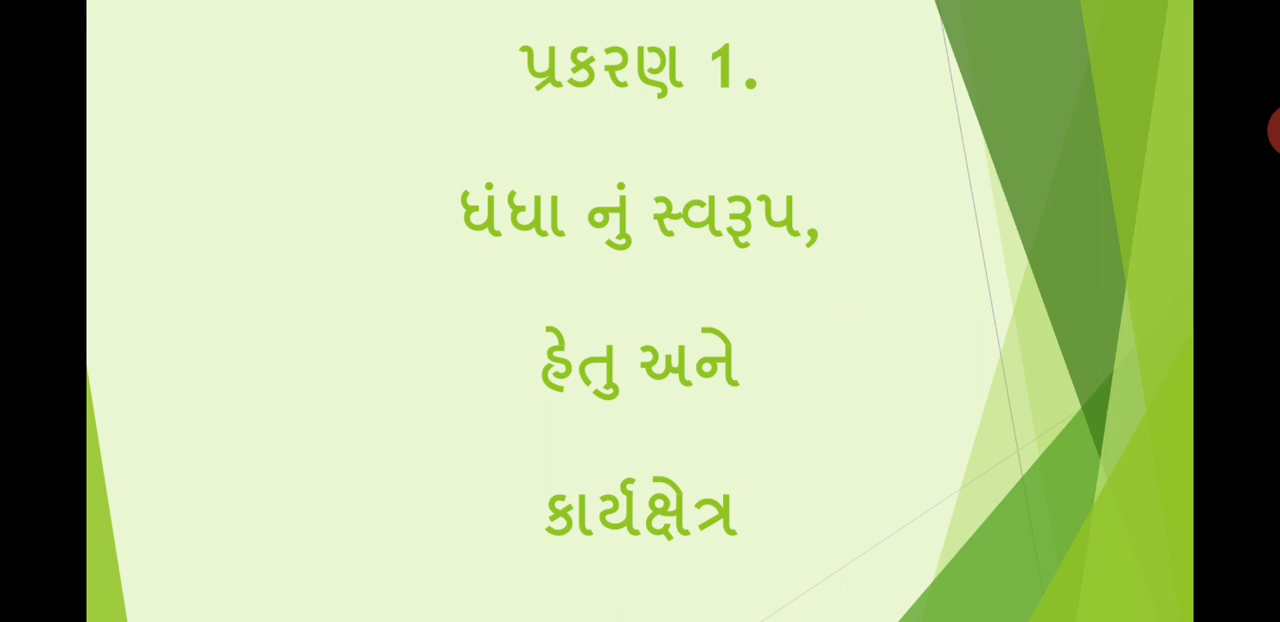 પ્રકરણ 1.
ધંધા નું સ્વરૂપ,
હેતુ અને
કાર્યક્ષેત્ર